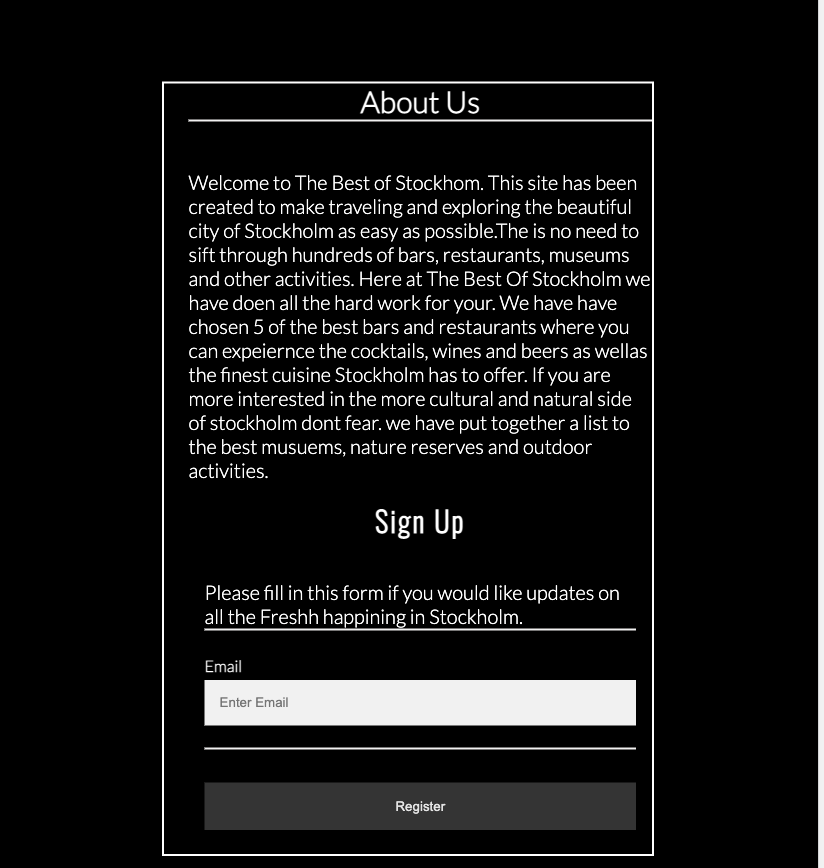 About Us
Welcome to The Best of Stockhom. This site has been
created to make traveling and exploring the beautiful
city of Stockholm as easy as possible.The is no need to
sift through hundreds of bars, restaurants, museums
and other activities. Here at The Best Of Stockholm we
have doen all the hard work for your. We have have
chosen 5 of the best bars and restaurants where you
can expeiernce the cocktails, wines and beers as wellas
the finest cuisine Stockholm has to offer. If you are
more interested in the more cultural and natural side
of stockholm dont fear. we have put together a list to
the best musuems, nature reserves and outdoor
activities.
Sign Up
Please fill in this form if you would like updates on
all the Freshh happining in Stockholm.
Email
Enter Email
Register